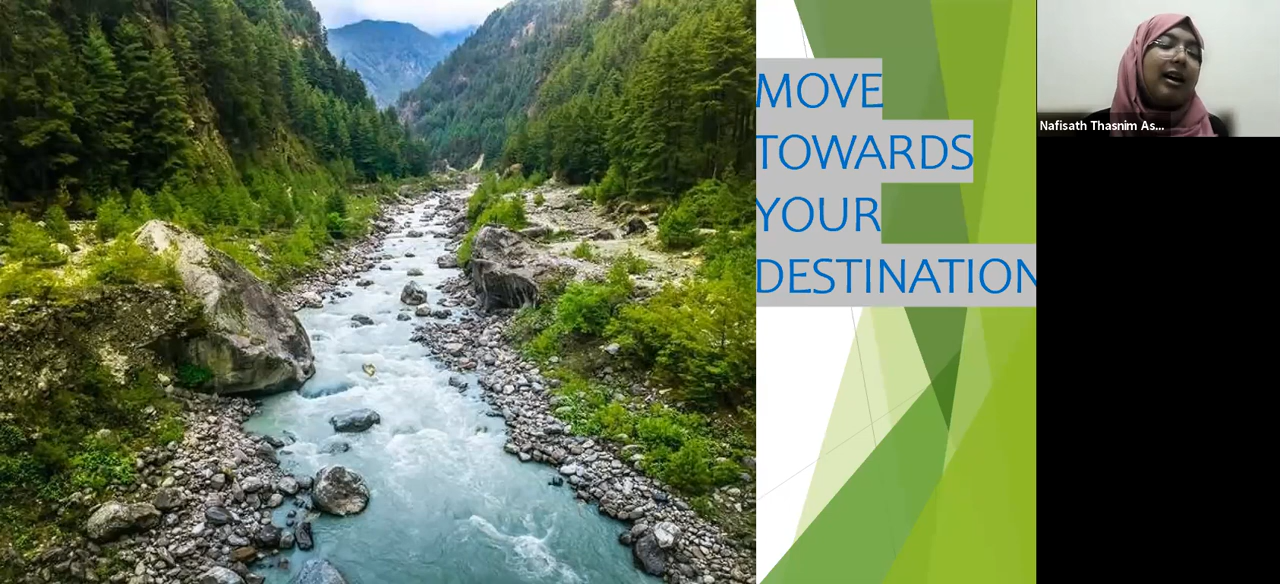 MOVE
TOWARDS
YOUR
DESTINATION
Nafisath Thasnim As...